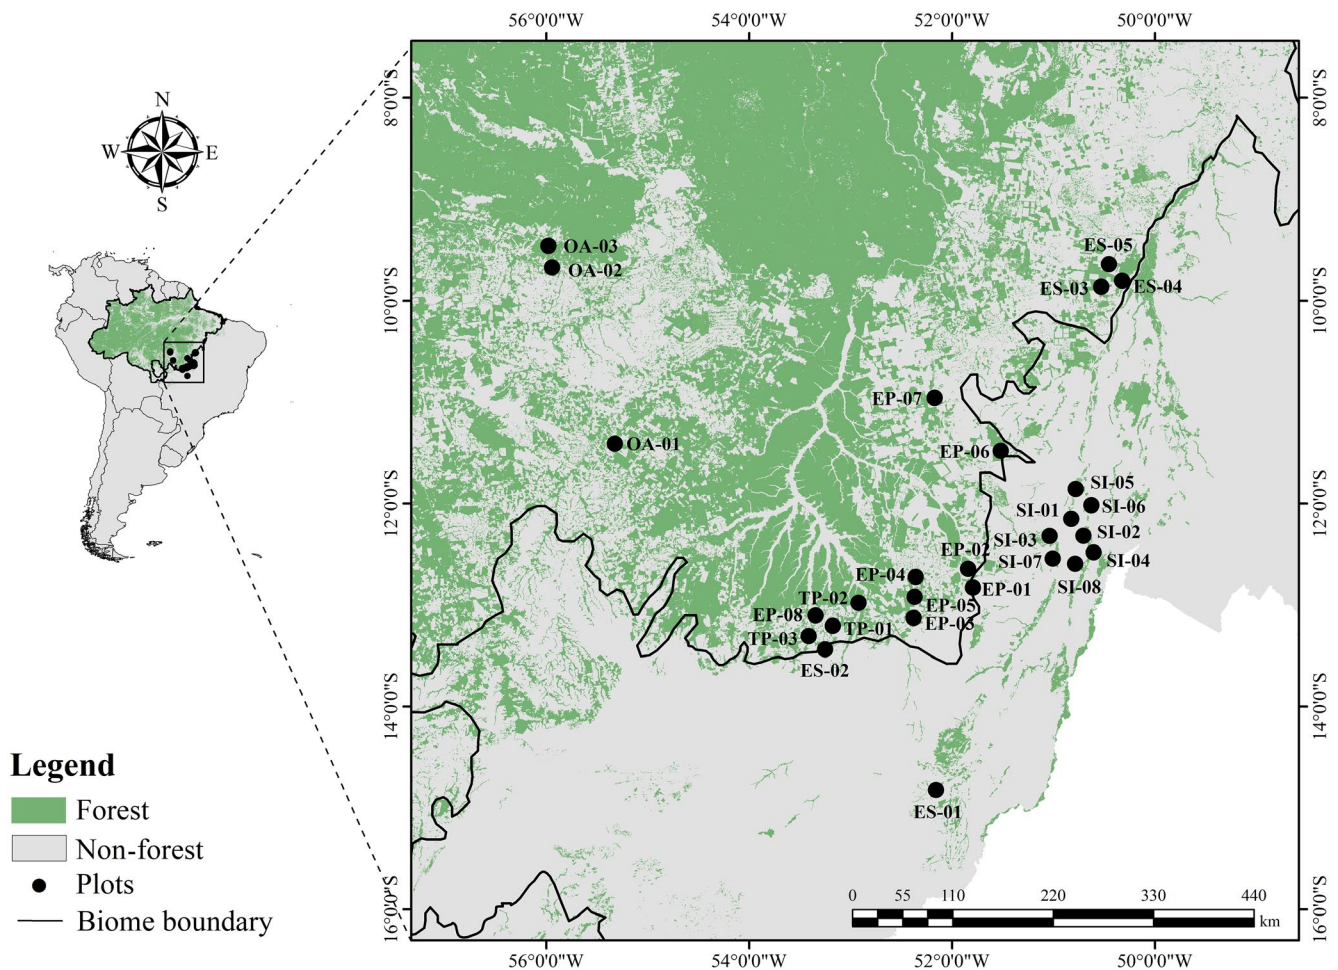 56°0'0"W 54°0'0"W 52°0'0"W 50°0'0"W
8°0'0"S 8°0'0"S
N
W E
S
ES-05
OA-03
OA-02
ES-03 ES-04
10°0'0"S 10°0'0"S
EP-07
OA-01
EP-06
SI-05
12°0'0"S 12°0'0"S
SI-01 SI-06
SI-03 SI-02
EP-02 SI-07 SI-04
EP-04 EP-01 SI-08
TP-02 EP-05
EP-08 EP-03
TP-03 TP-01
ES-02
14°0'0"S 14°0'0"S
Legend
Forest
ES-01
Non-forest
Plots
0 55 110 220 330 440
Biome boundary
km
16°0'0"S 16°0'0"S
56°0'0"W 54°0'0"W 52°0'0"W 50°0'0"W